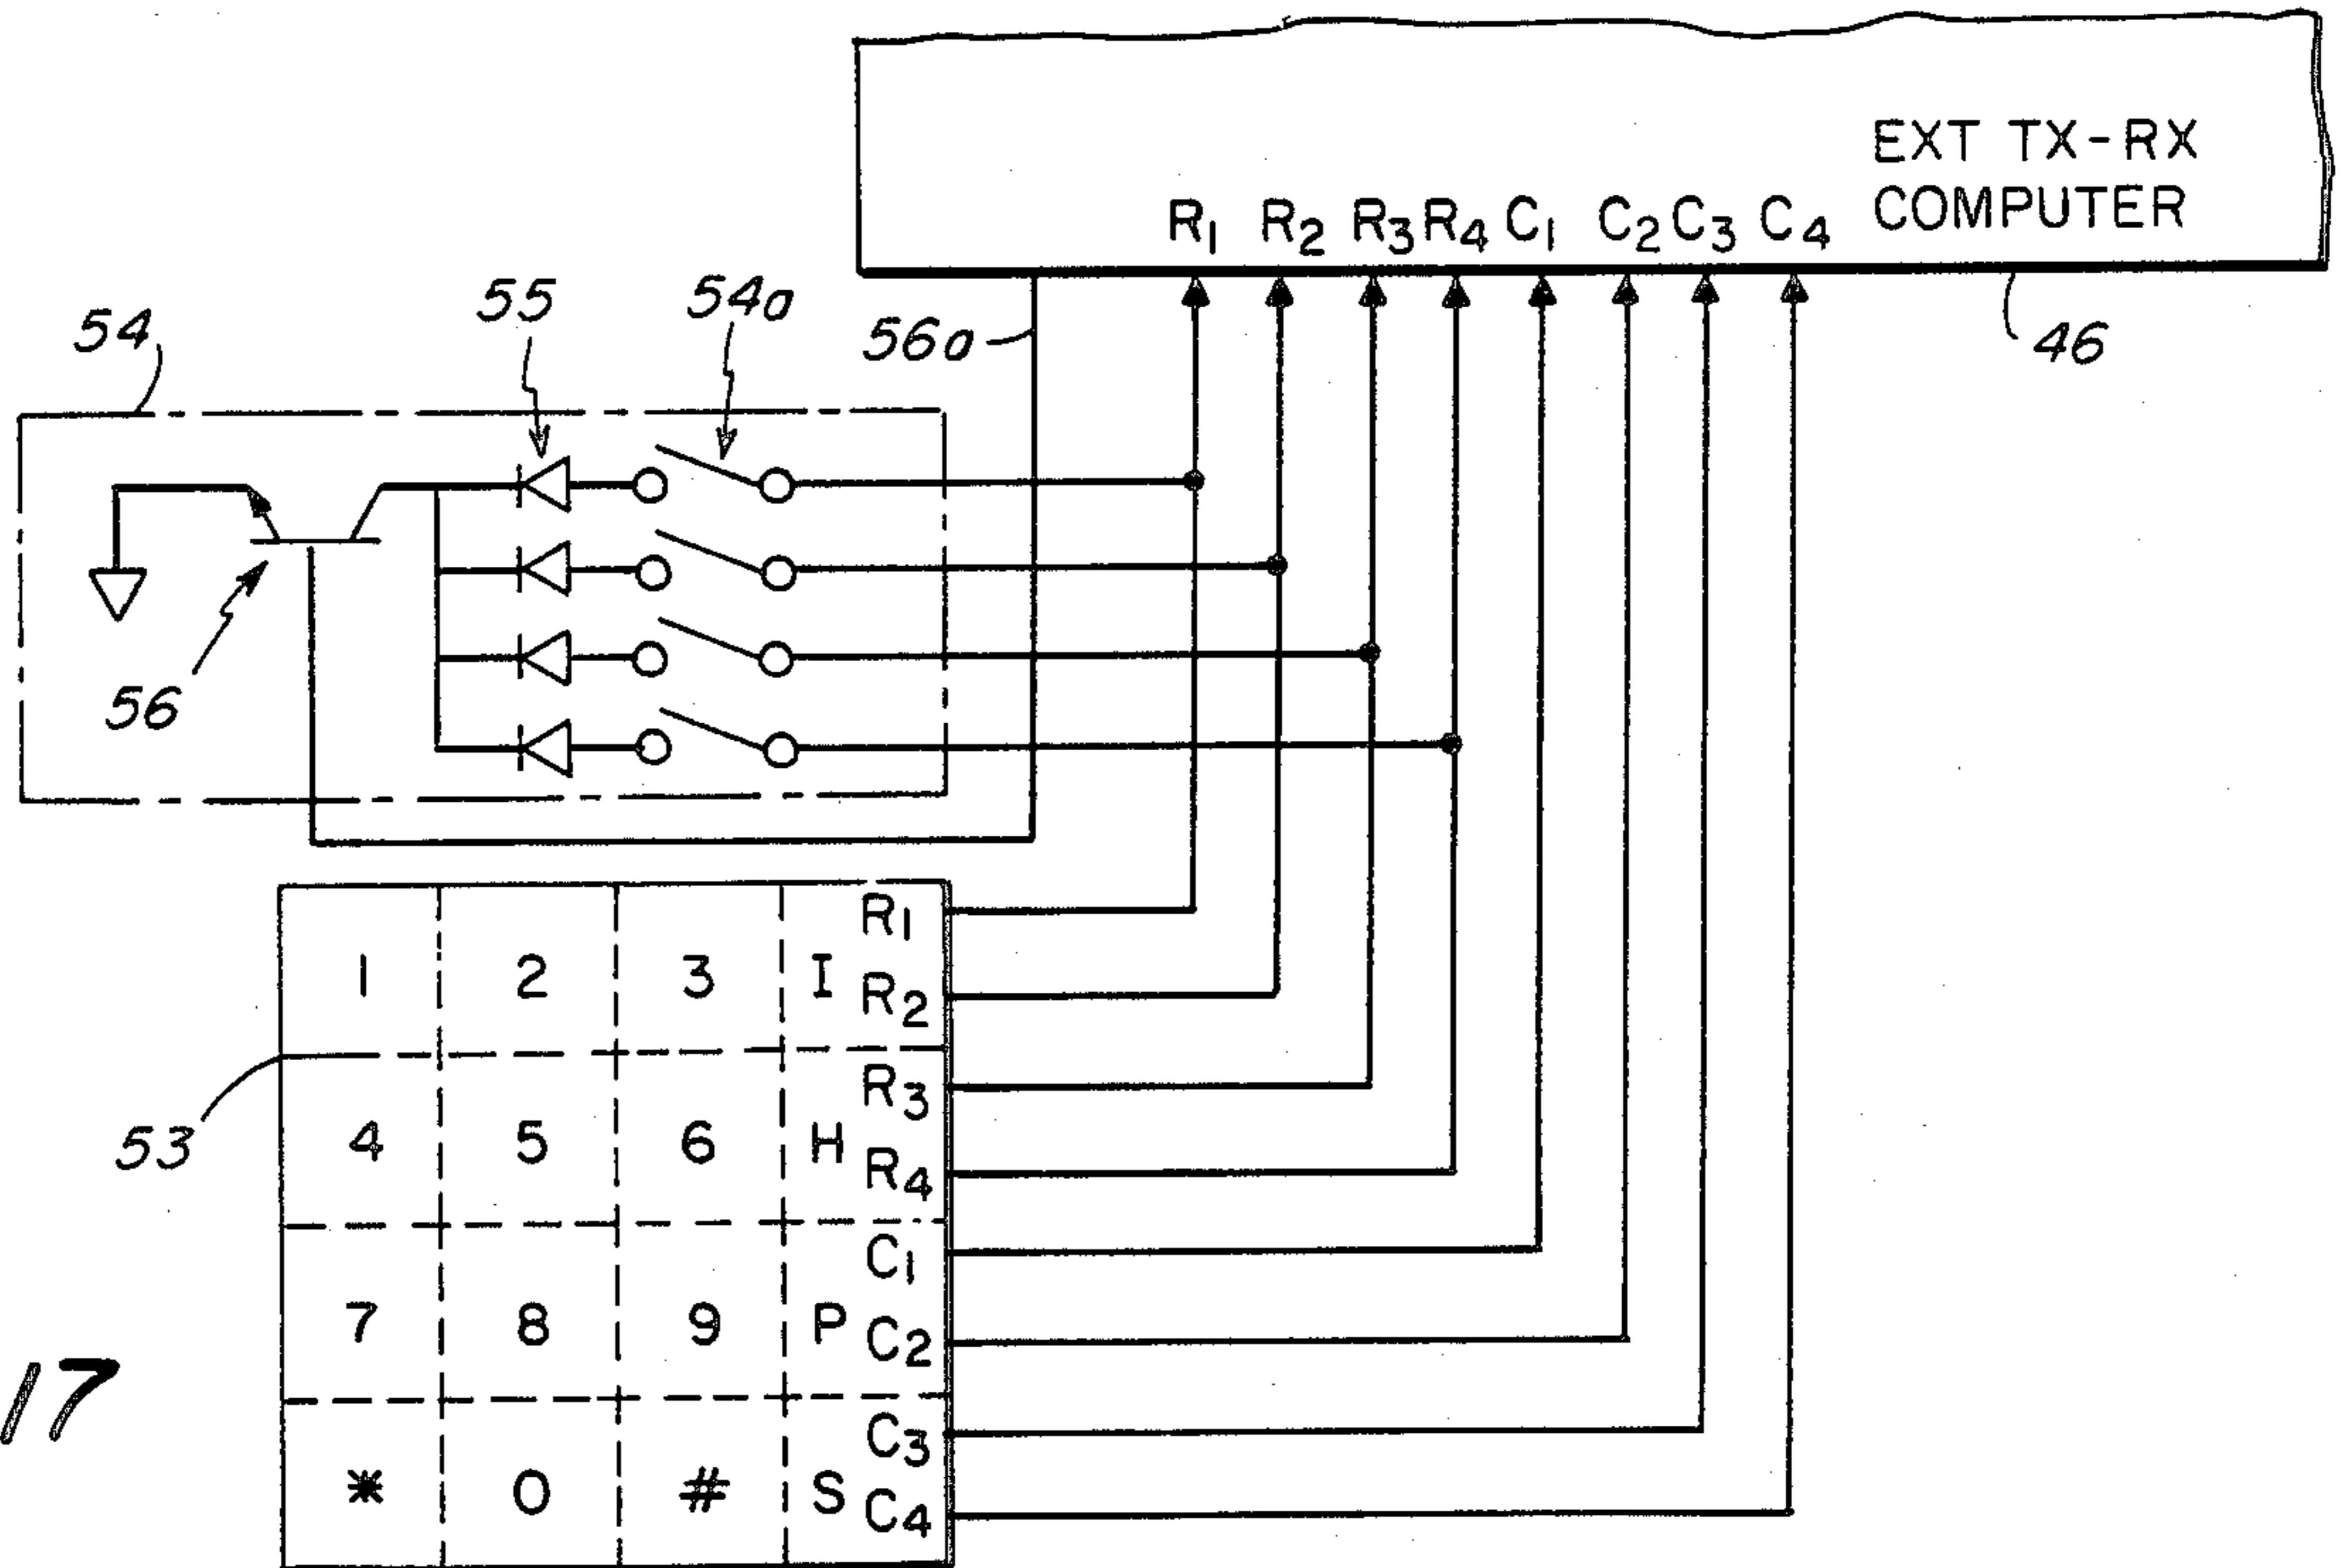 EXT TX-RX
COMPUTER
R1 R2 R3 R4 C1 C2 C3 C4
54
55
54a
56a
46
56
R1
1 2 3 I
R2
R3
53
4 5 6 H
R4
C1
7 8 9 P
C2
17
C3
* 0 # S
C4